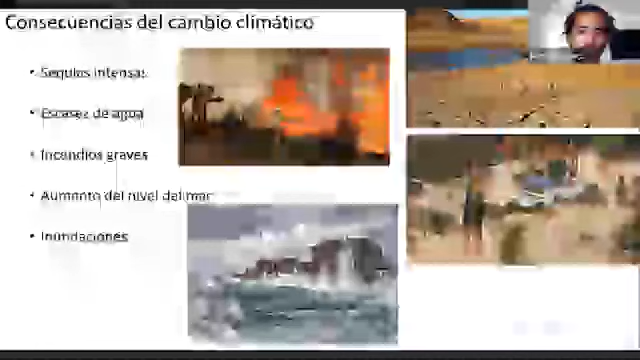 Consecuencias del cambio climático
• Sequías intensas
• Escasez de agua
• Incendios graves
• Aumento del nivel del mar
• Inundaciones